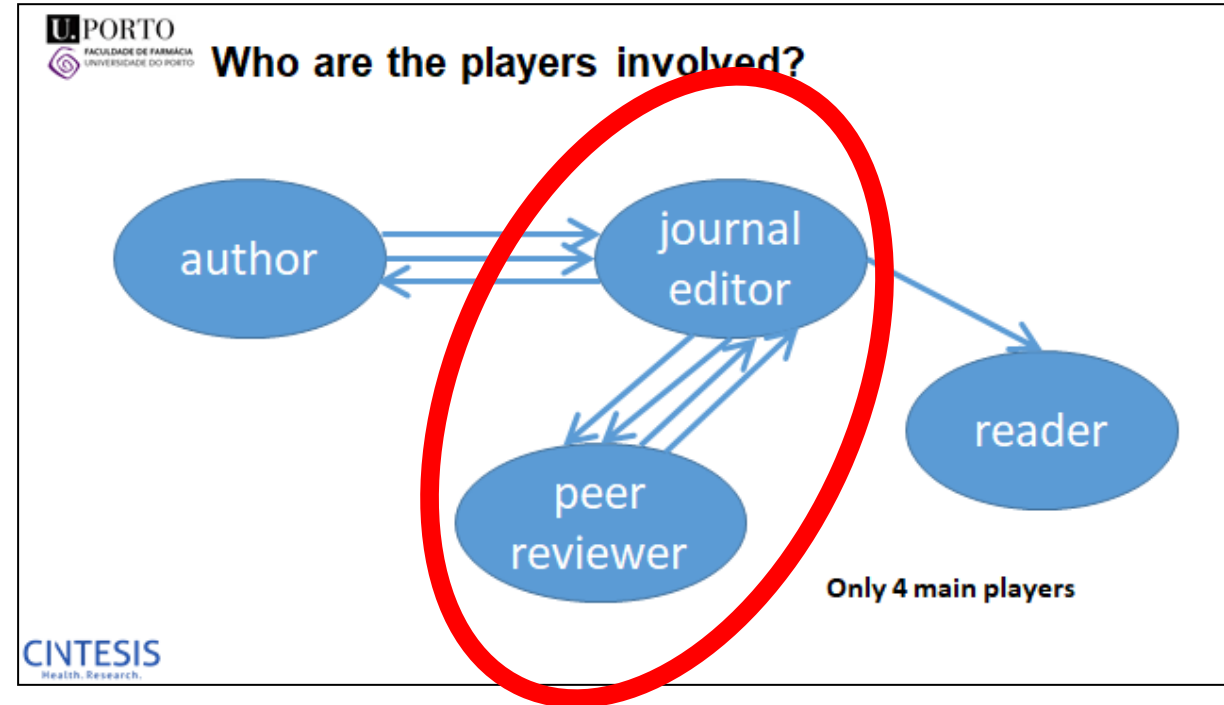 U. PORTO
FACULDADE DE FARMÁCIA
UNIVERSIDADE DO PORTO
Who are the players involved?
author
journal
editor
reader
peer
reviewer
Only 4 main players
CINTESIS
Health. Research.